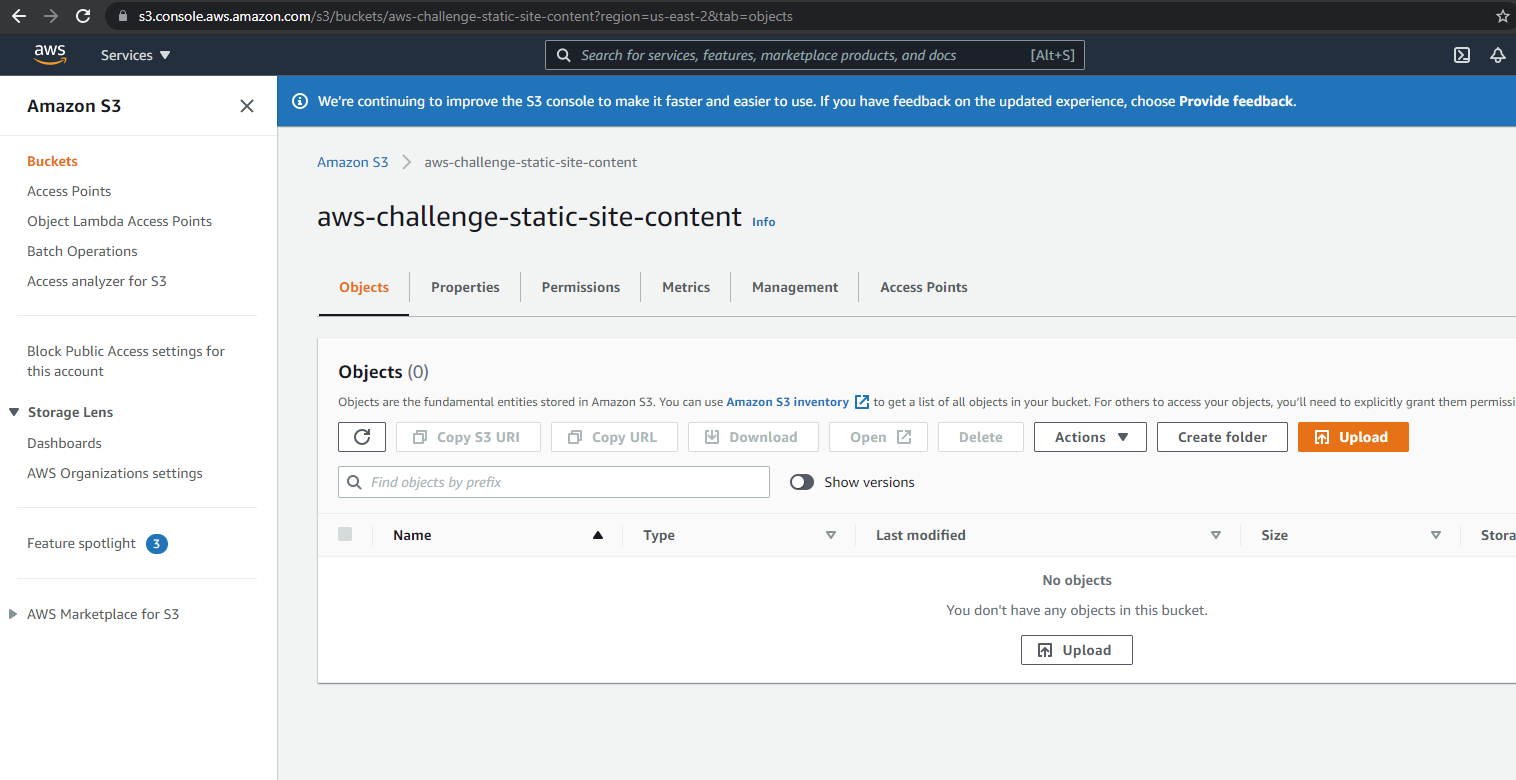 s3.console.aws.amazon.com/s3/buckets/aws-challenge-static-site-content?region=us-east-2&tab=objects
aws
Services
Search for services, features, marketplace products, and docs
[Alt+S]
Amazon S3
We're continuing to improve the S3 console to make it faster and easier to use. If you have feedback on the updated experience, choose Provide feedback.
Buckets
Access Points
Object Lambda Access Points
Batch Operations
Access analyzer for S3
Block Public Access settings for
this account
Storage Lens
Dashboards
AWS Organizations settings
Feature spotlight 3
AWS Marketplace for S3
Amazon S3
aws-challenge-static-site-content
aws-challenge-static-site-content Info
Objects
Properties
Permissions
Metrics
Management
Access Points
Objects (0)
Objects are the fundamental entities stored in Amazon S3. You can use Amazon S3 inventory to get a list of all objects in your bucket. For others to access your objects, you'll need to explicitly grant them permissi
Copy S3 URI
Copy URL
Download
Open
Delete
Actions
Create folder
Upload
Find objects by prefix
Show versions
Name
Type
Last modified
Size
Stora
No objects
You don't have any objects in this bucket.
Upload